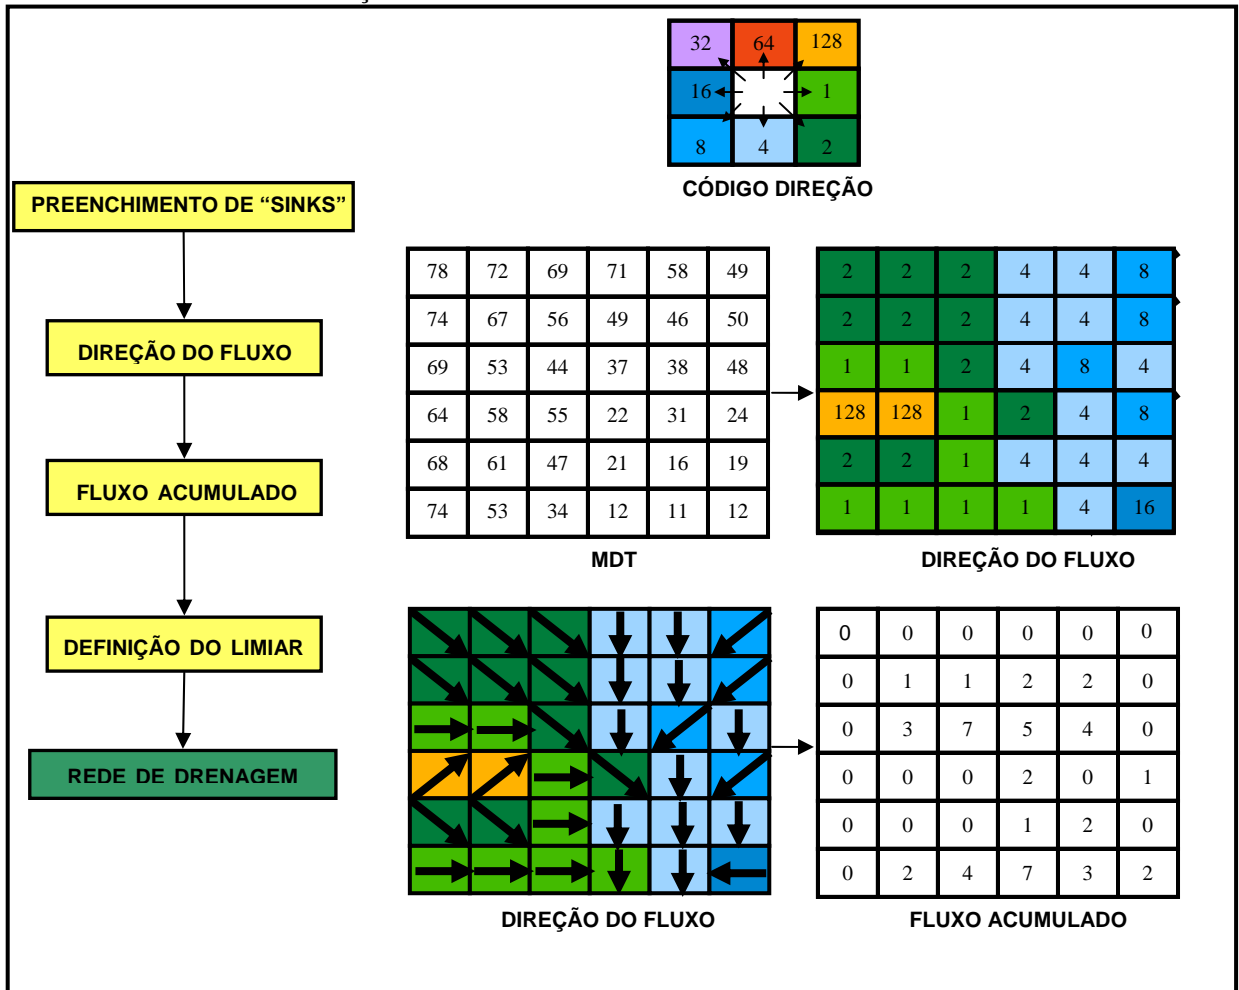 32 64 128
16 1
8 4 2
CÓDIGO DIREÇÃO
PREENCHIMENTO DE “SINKS”
DIREÇÃO DO FLUXO
FLUXO ACUMULADO
DEFINIÇÃO DO LIMIAR
REDE DE DRENAGEM
78 72 69 71 58 49
74 67 56 49 46 50
69 53 44 37 38 48
64 58 55 22 31 24
68 61 47 21 16 19
74 53 34 12 11 12
MDT
2 2 2 4 4 8
2 2 2 4 4 8
1 1 2 4 8 4
128 128 1 2 4 8
2 2 1 4 4 4
1 1 1 1 4 16
DIREÇÃO DO FLUXO
DIREÇÃO DO FLUXO
0 0 0 0 0 0
0 1 1 2 2 0
0 3 7 5 4 0
0 0 0 2 0 1
0 0 0 1 2 0
0 2 4 7 3 2
FLUXO ACUMULADO